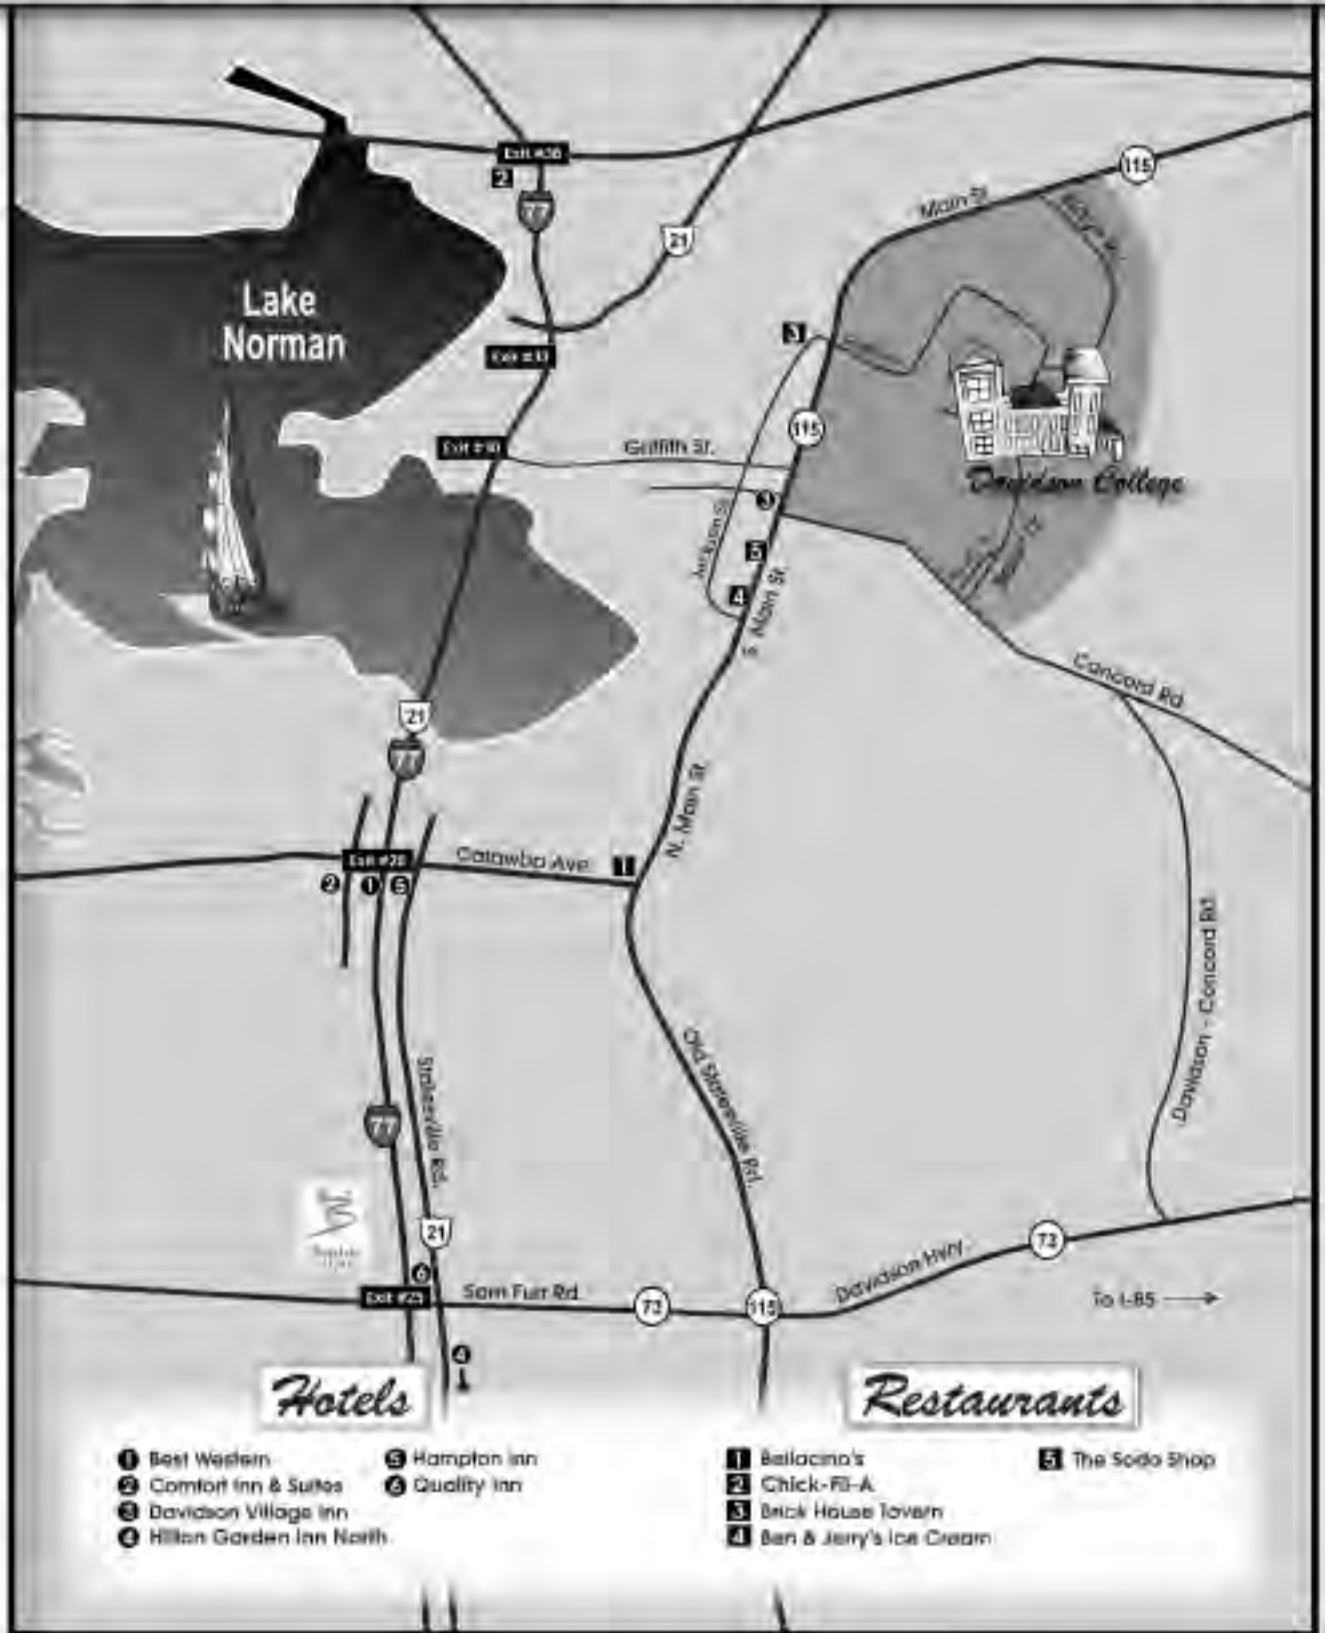 Exit #36
2
77
115
Main St.
21
Lake
Norman
3
Exit #30
115
Griffith St.
Davidson College
3
Jackson St.
5
4
S. Main St.
Concord Rd.
21
77
N. Main St.
Catawba Ave.
1
2
1
5
Davidson - Concord Rd.
Old Statesville Rd.
Statesville Rd.
77
21
6
Exit #25
Sam Furr Rd.
73
115
Davidson Hwy.
73
To I-85
4
Hotels
Restaurants
1 Best Western
5 Hampton Inn
1 Bellacino's
5 The Soda Shop
2 Comfort Inn & Suites
6 Quality Inn
2 Chick-Fil-A
3 Davidson Village Inn
3 Brick House Tavern
4 Hilton Garden Inn North
4 Ben & Jerry's Ice Cream